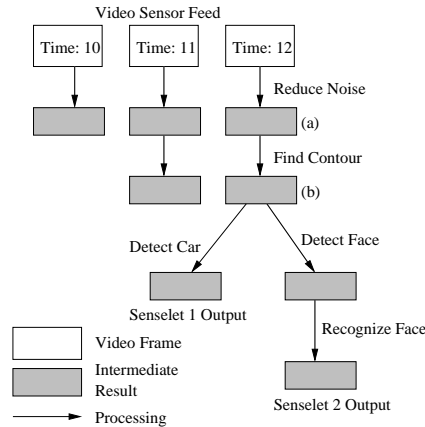 Video Sensor Feed
Time: 10
Time: 11
Time: 12
Reduce Noise
(a)
Find Contour
(b)
Detect Car
Detect Face
Senselet 1 Output
Recognize Face
Senselet 2 Output
Video Frame
Intermediate
Result
Processing